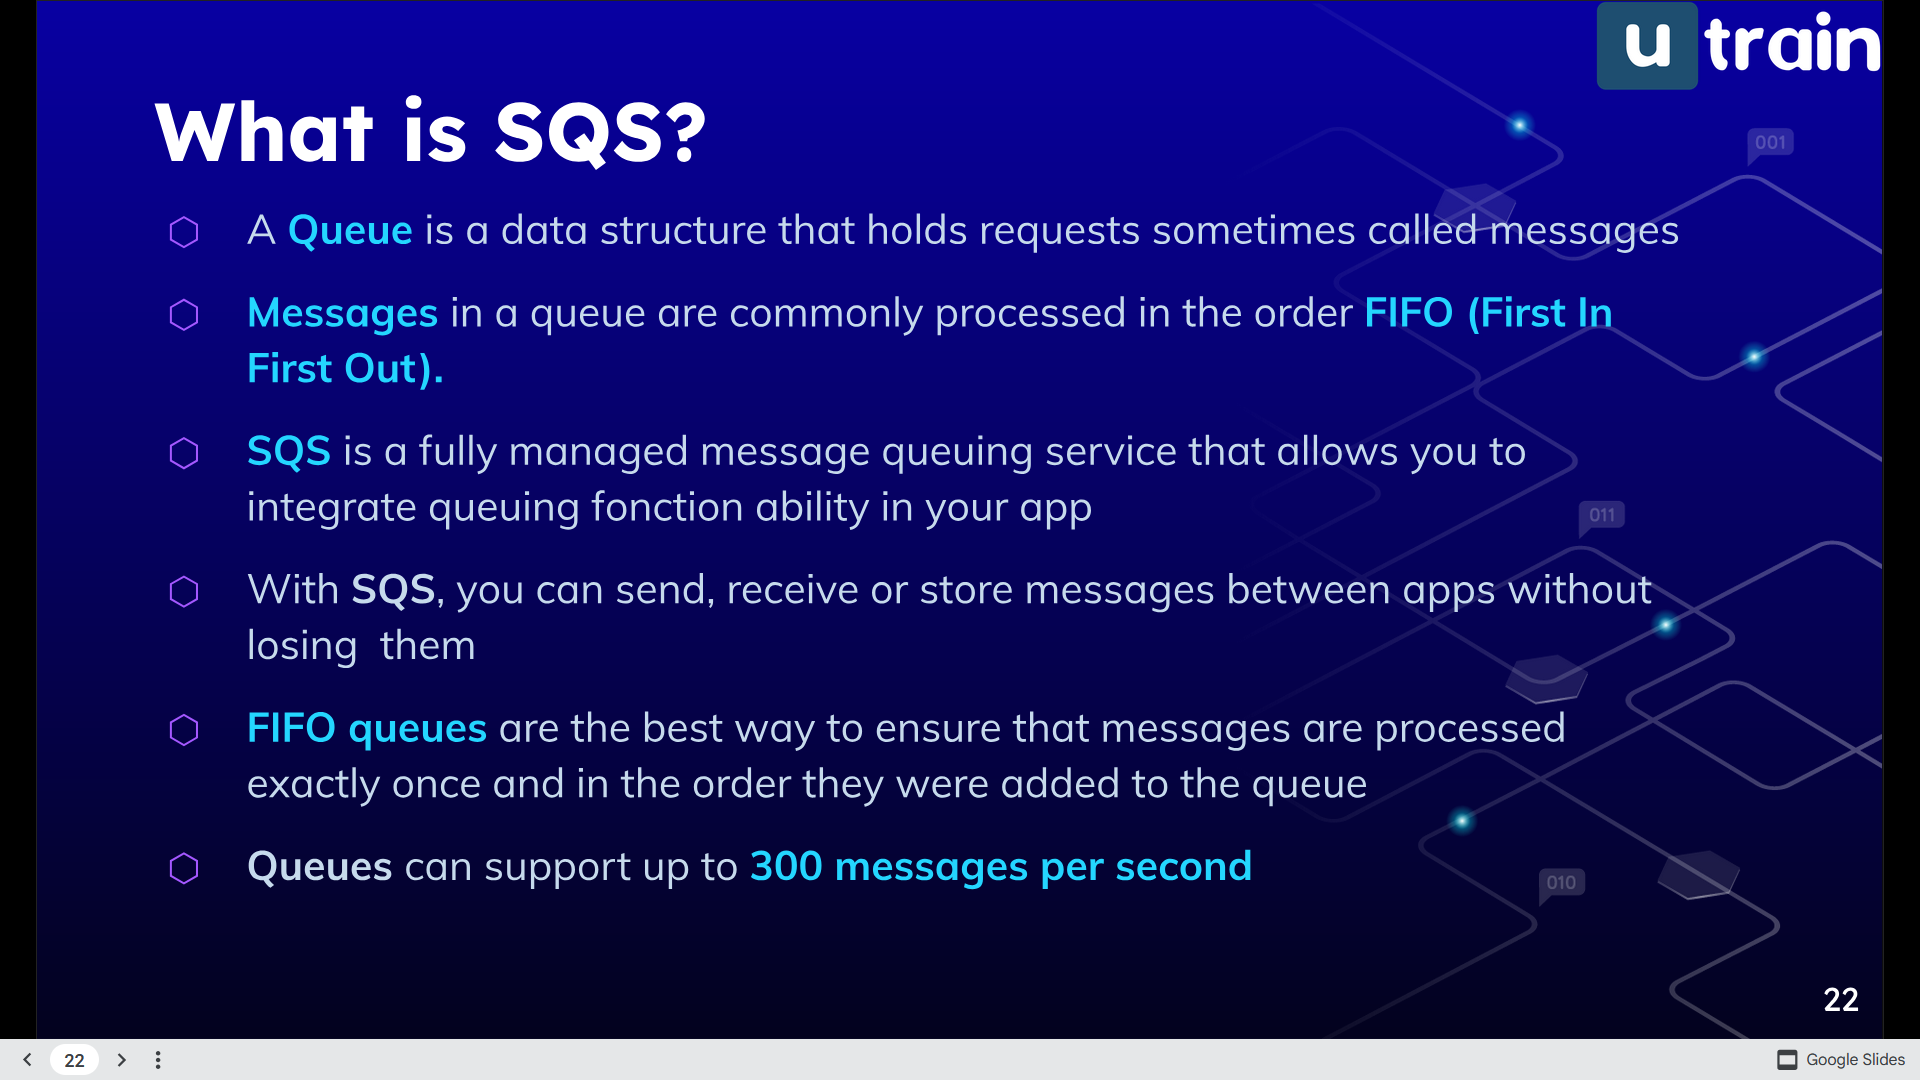 u train
What is SQS?
001
A Queue is a data structure that holds requests sometimes called messages
Messages in a queue are commonly processed in the order FIFO (First In
First Out).
SQS is a fully managed message queuing service that allows you to
integrate queuing fonction ability in your app
011
With SQS, you can send, receive or store messages between apps without
losing  them
FIFO queues are the best way to ensure that messages are processed
exactly once and in the order they were added to the queue
Queues can support up to 300 messages per second
010
22
22
Google Slides